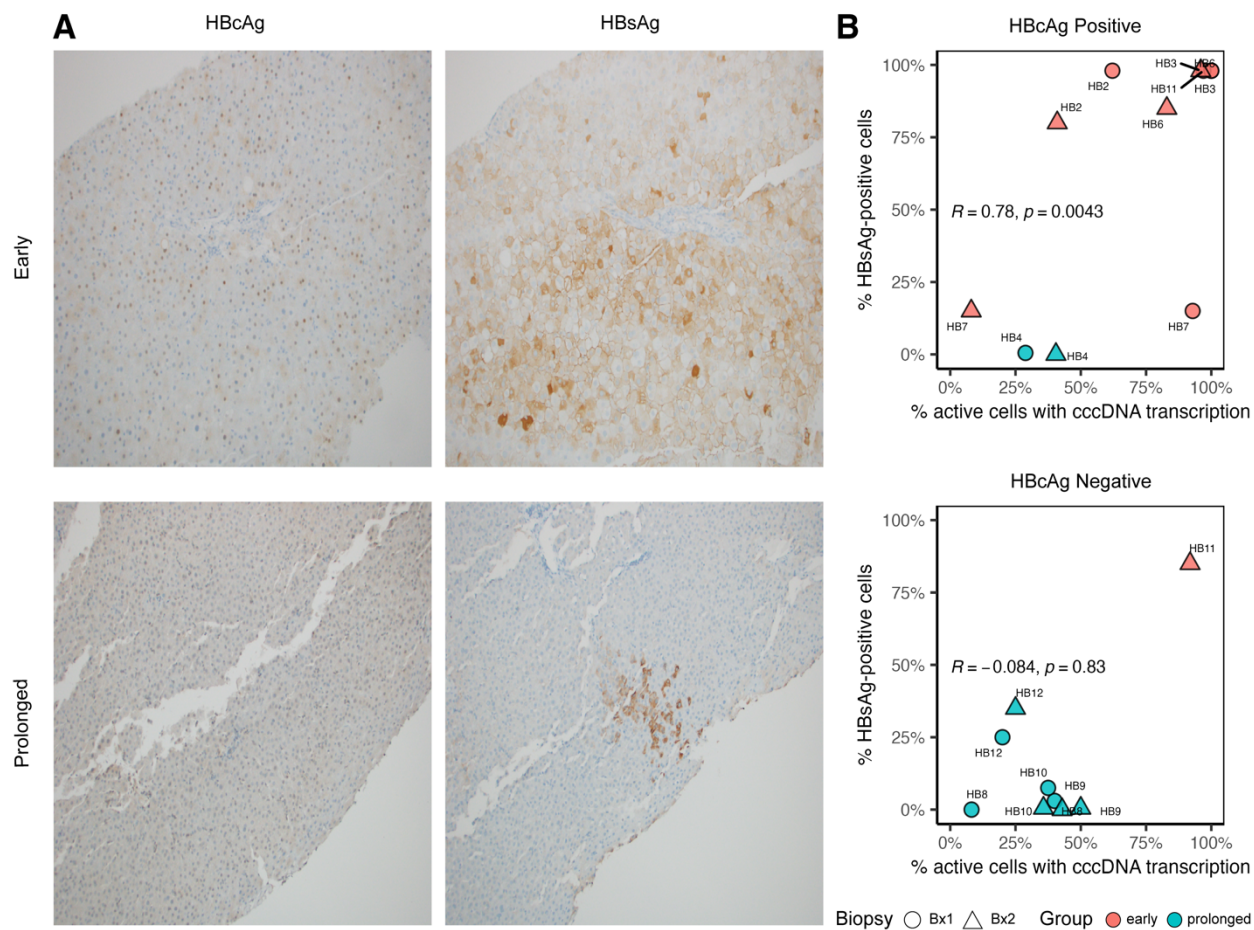 A
HBcAg
HBsAg
Early
Prolonged
B
HBcAg Positive
% HBsAg-positive cells
100%
75%
50%
25%
0%
HB3
HB6
HB11
HB3
HB2
HB2
HB6
R = 0.78, p = 0.0043
HB7
HB7
HB4
HB4
0%
25%
50%
75%
100%
% active cells with cccDNA transcription
HBcAg Negative
% HBsAg-positive cells
100%
75%
50%
25%
0%
HB11
R = −0.084, p = 0.83
HB12
HB12
HB10
HB9
HB8
HB10
HB8
HB9
0%
25%
50%
75%
100%
% active cells with cccDNA transcription
Biopsy Bx1 Bx2 Group early prolonged